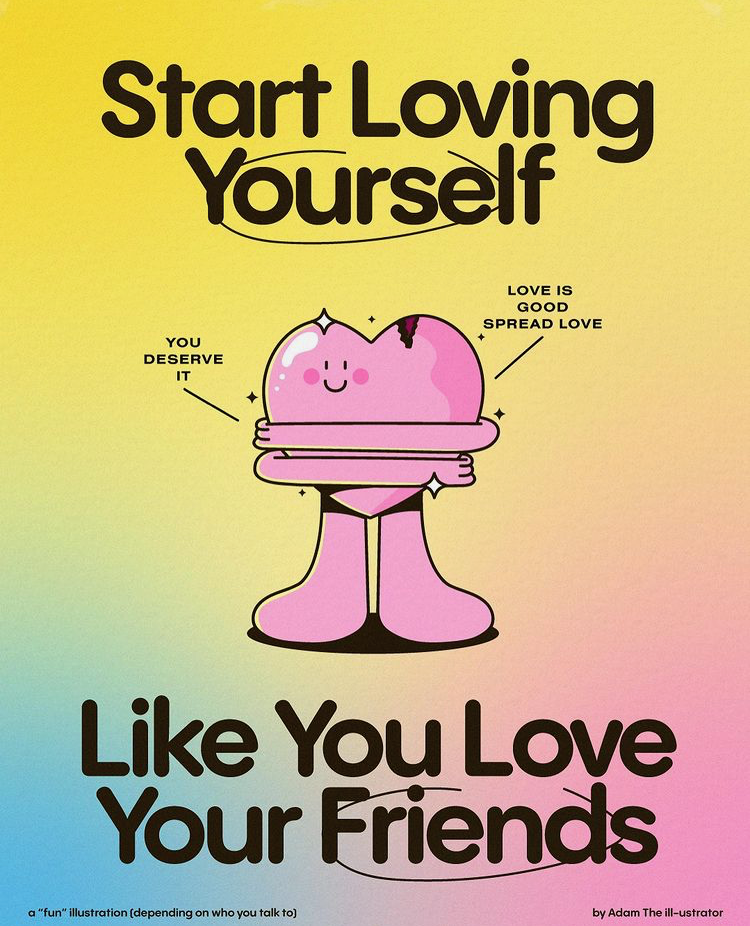 Start Loving
Yourself
LOVE IS
GOOD
SPREAD LOVE
YOU
DESERVE
IT
Like You Love
Your Friends
a "fun" illustration (depending on who you talk to)
by Adam The ill-ustrator